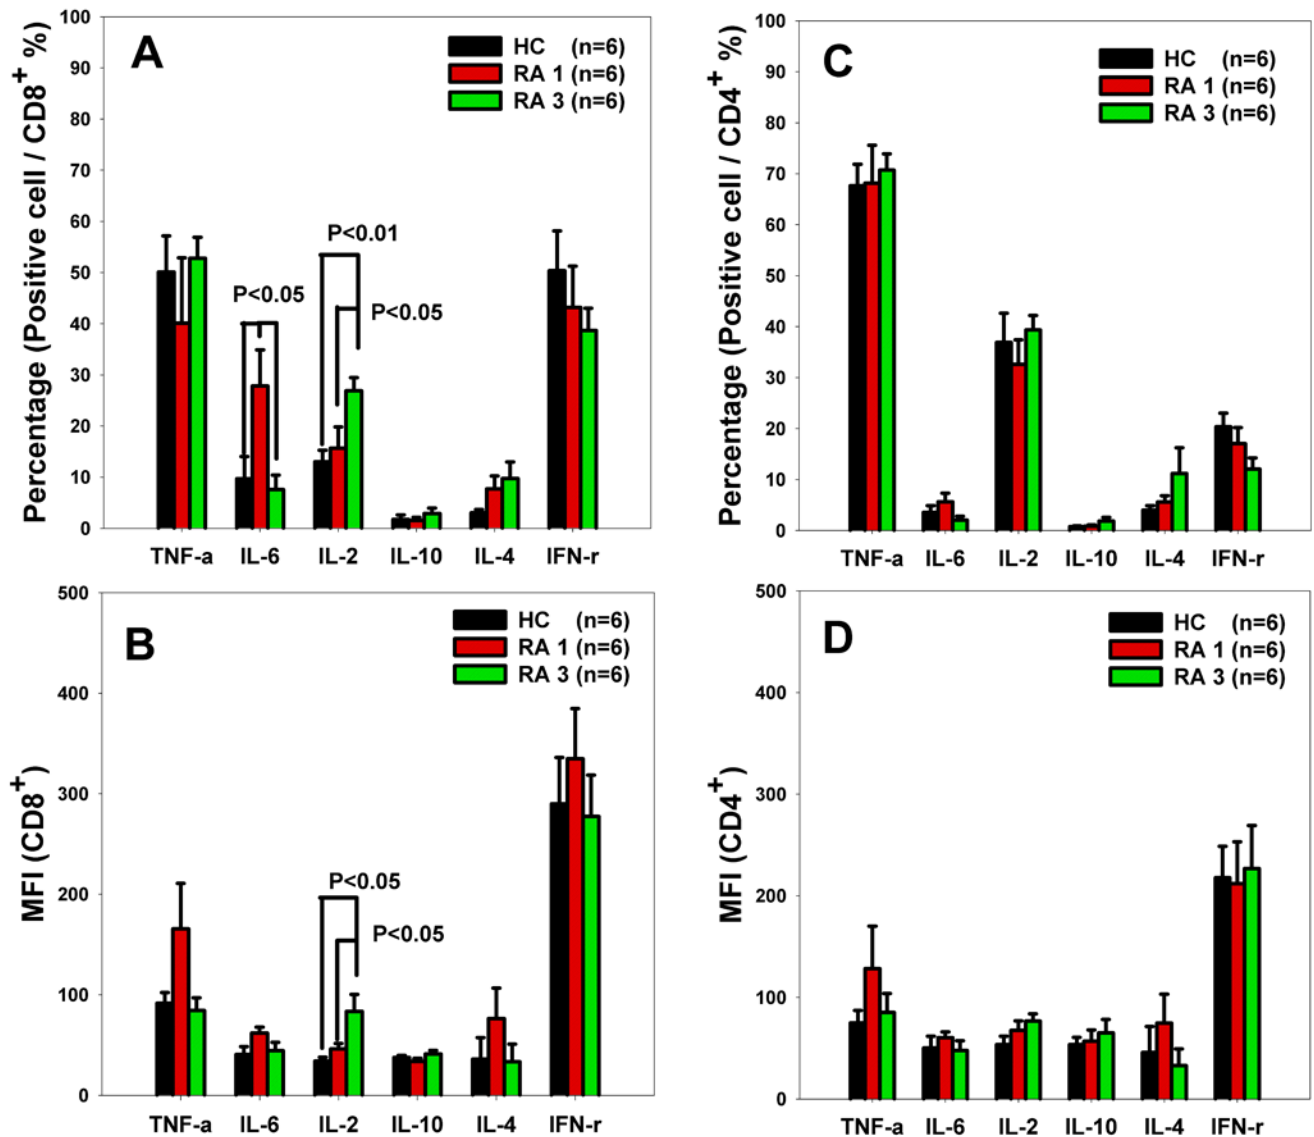 A
HC (n=6)
RA 1 (n=6)
RA 3 (n=6)
Percentage (Positive cell / CD8+ %)
100
90
80
70
60
50
40
30
20
10
0
P<0.05
P<0.01
P<0.05
TNF-a IL-6 IL-2 IL-10 IL-4 IFN-r
C
HC (n=6)
RA 1 (n=6)
RA 3 (n=6)
Percentage (Positive cell / CD4+ %)
100
90
80
70
60
50
40
30
20
10
0
TNF-a IL-6 IL-2 IL-10 IL-4 IFN-r
B
HC (n=6)
RA 1 (n=6)
RA 3 (n=6)
MFI (CD8+)
500
400
300
200
100
0
P<0.05
P<0.05
TNF-a IL-6 IL-2 IL-10 IL-4 IFN-r
D
HC (n=6)
RA 1 (n=6)
RA 3 (n=6)
MFI (CD4+)
500
400
300
200
100
0
TNF-a IL-6 IL-2 IL-10 IL-4 IFN-r